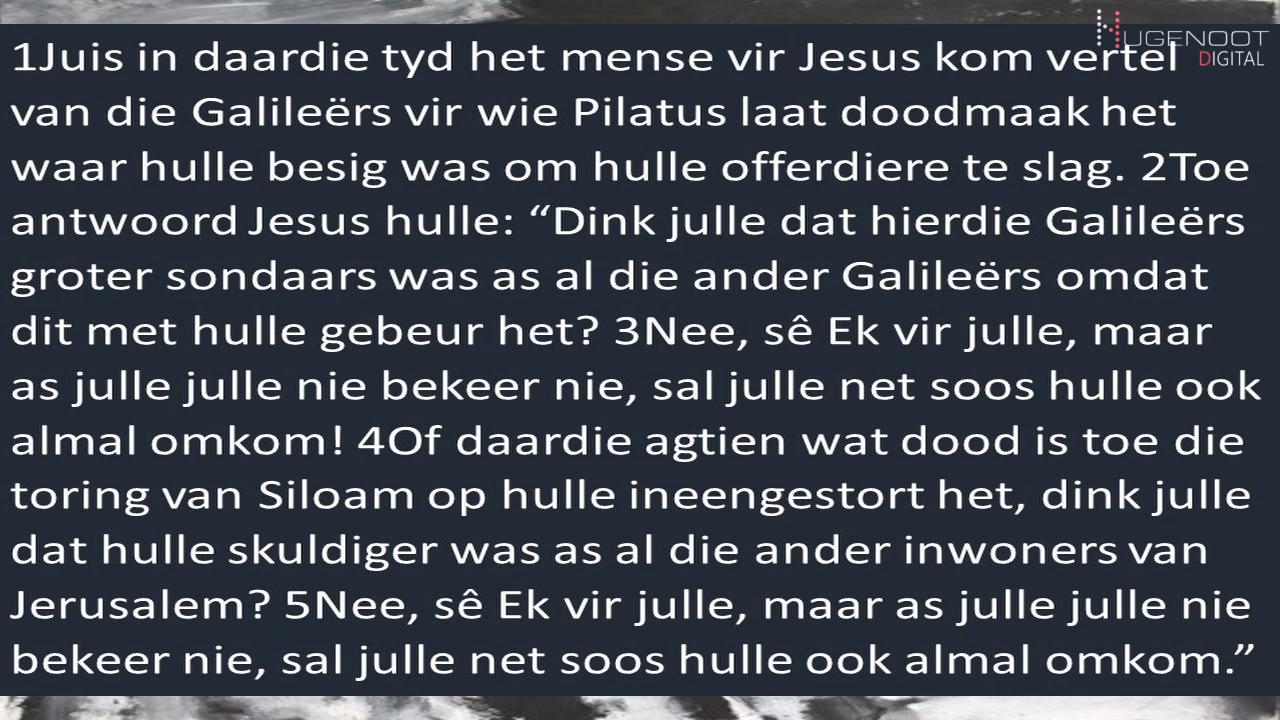 HUGENOOT
DIGITAL
1Juis in daardie tyd het mense vir Jesus kom vertel
van die Galileërs vir wie Pilatus laat doodmaak het
waar hulle besig was om hulle offerdiere te slag. 2Toe
antwoord Jesus hulle: “Dink julle dat hierdie Galileërs
groter sondaars was as al die ander Galileërs omdat
dit met hulle gebeur het? 3Nee, sê Ek vir julle, maar
as julle julle nie bekeer nie, sal julle net soos hulle ook
almal omkom! 4Of daardie agtien wat dood is toe die
toring van Siloam op hulle ineengestort het, dink julle
dat hulle skuldiger was as al die ander inwoners van
Jerusalem? 5Nee, sê Ek vir julle, maar as julle julle nie
bekeer nie, sal julle net soos hulle ook almal omkom.”